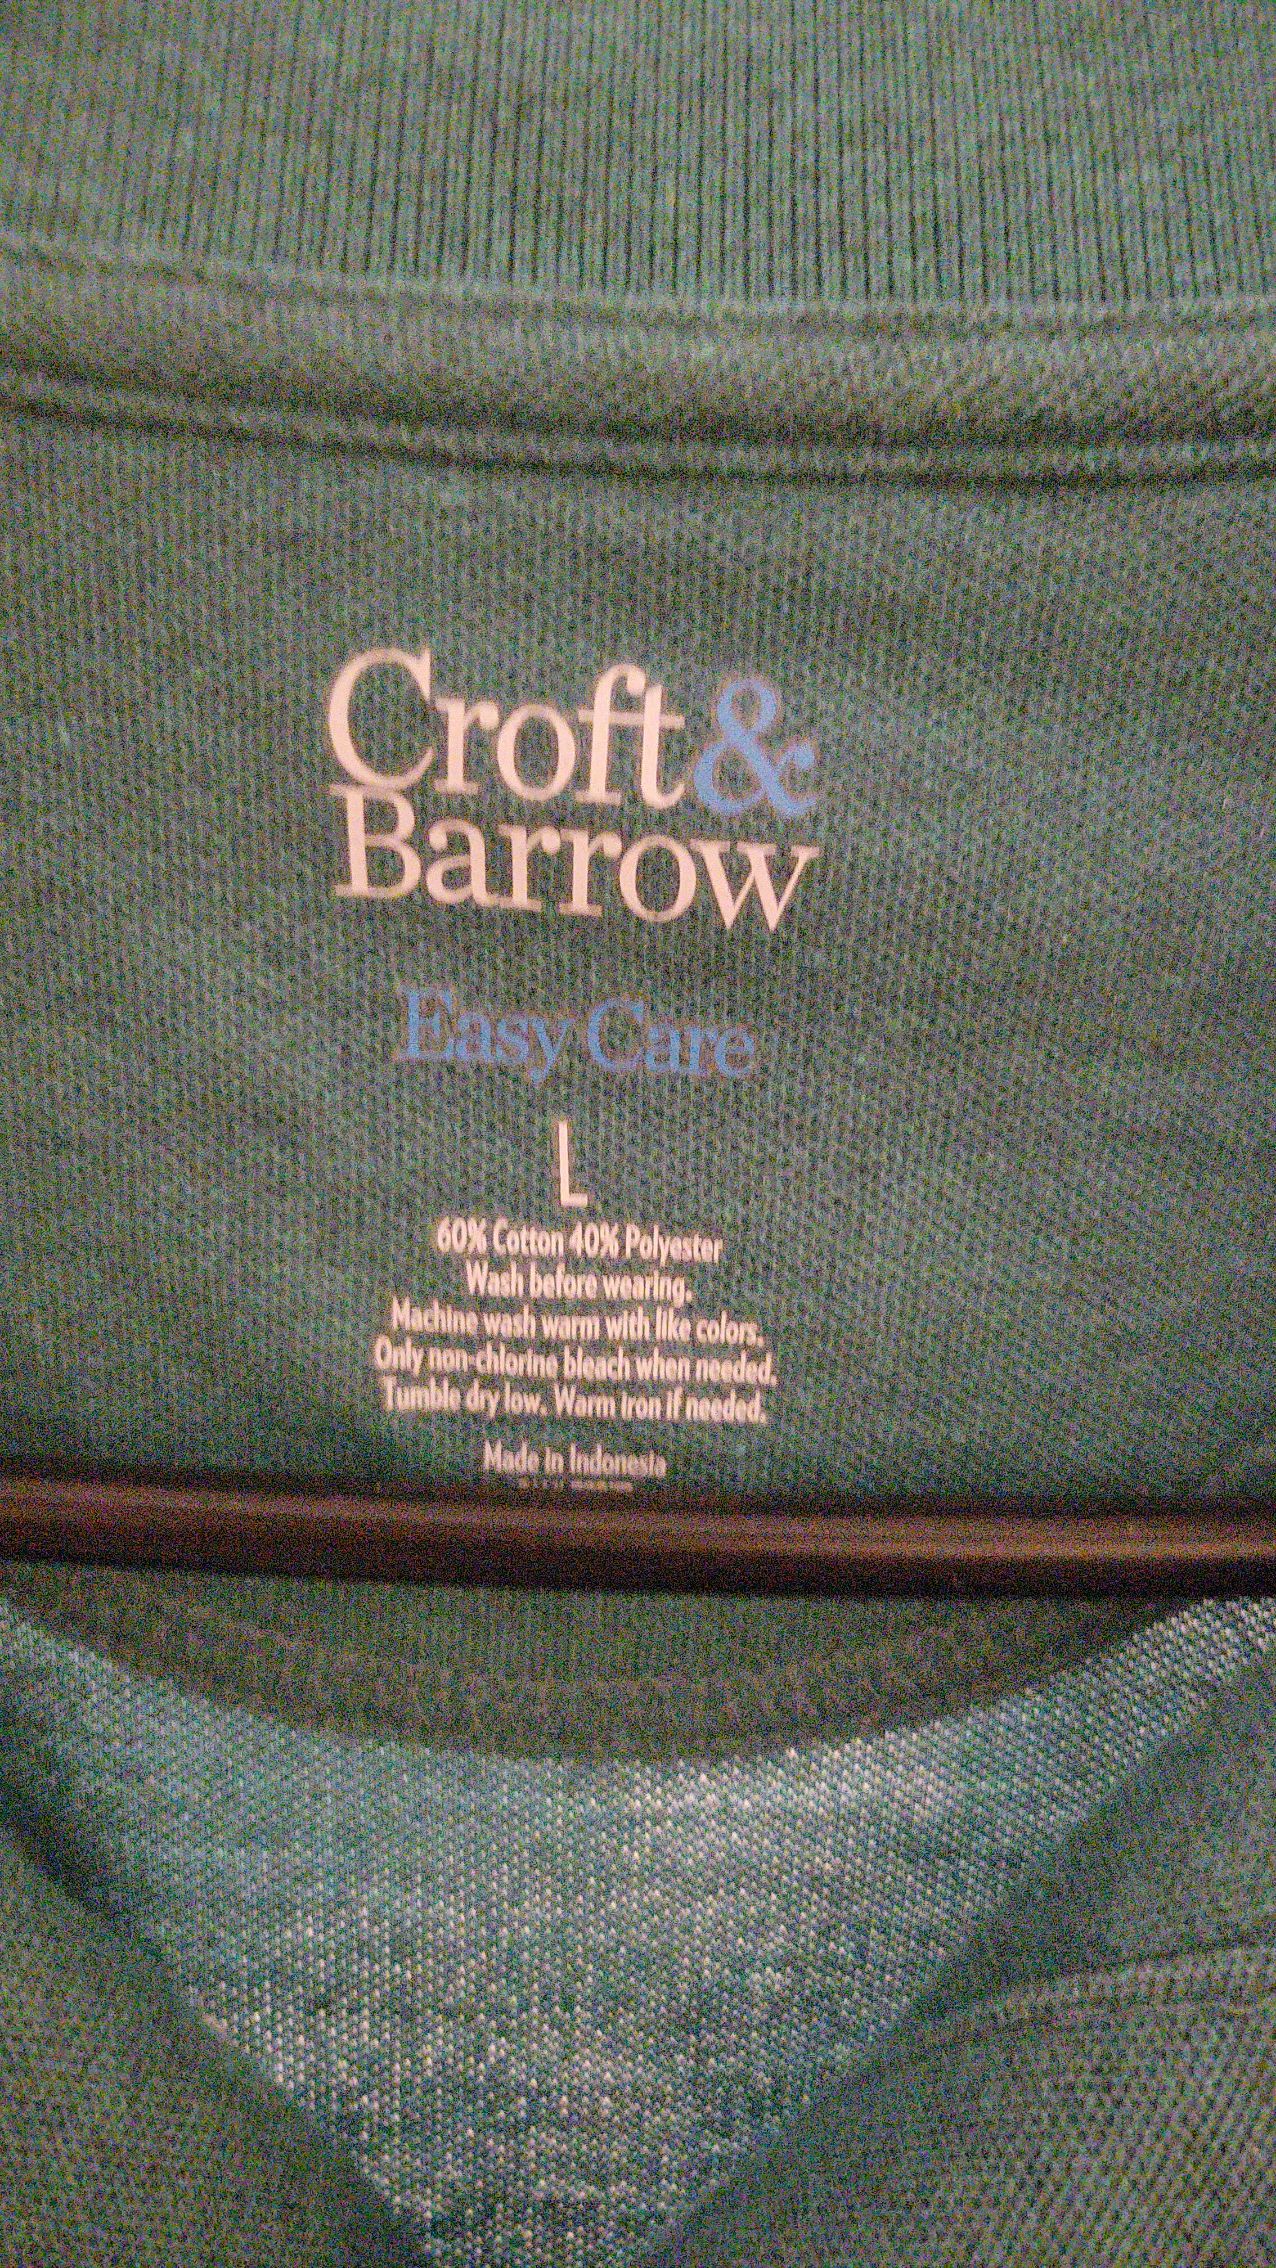 Croft &
Barrow
Easy Care
L
60% Cotton 40% Polyester
Wash before wearing.
Machine wash warm with like colors.
Only non-chlorine bleach when needed.
Tumble dry low. Warm iron if needed.
Made in Indonesia